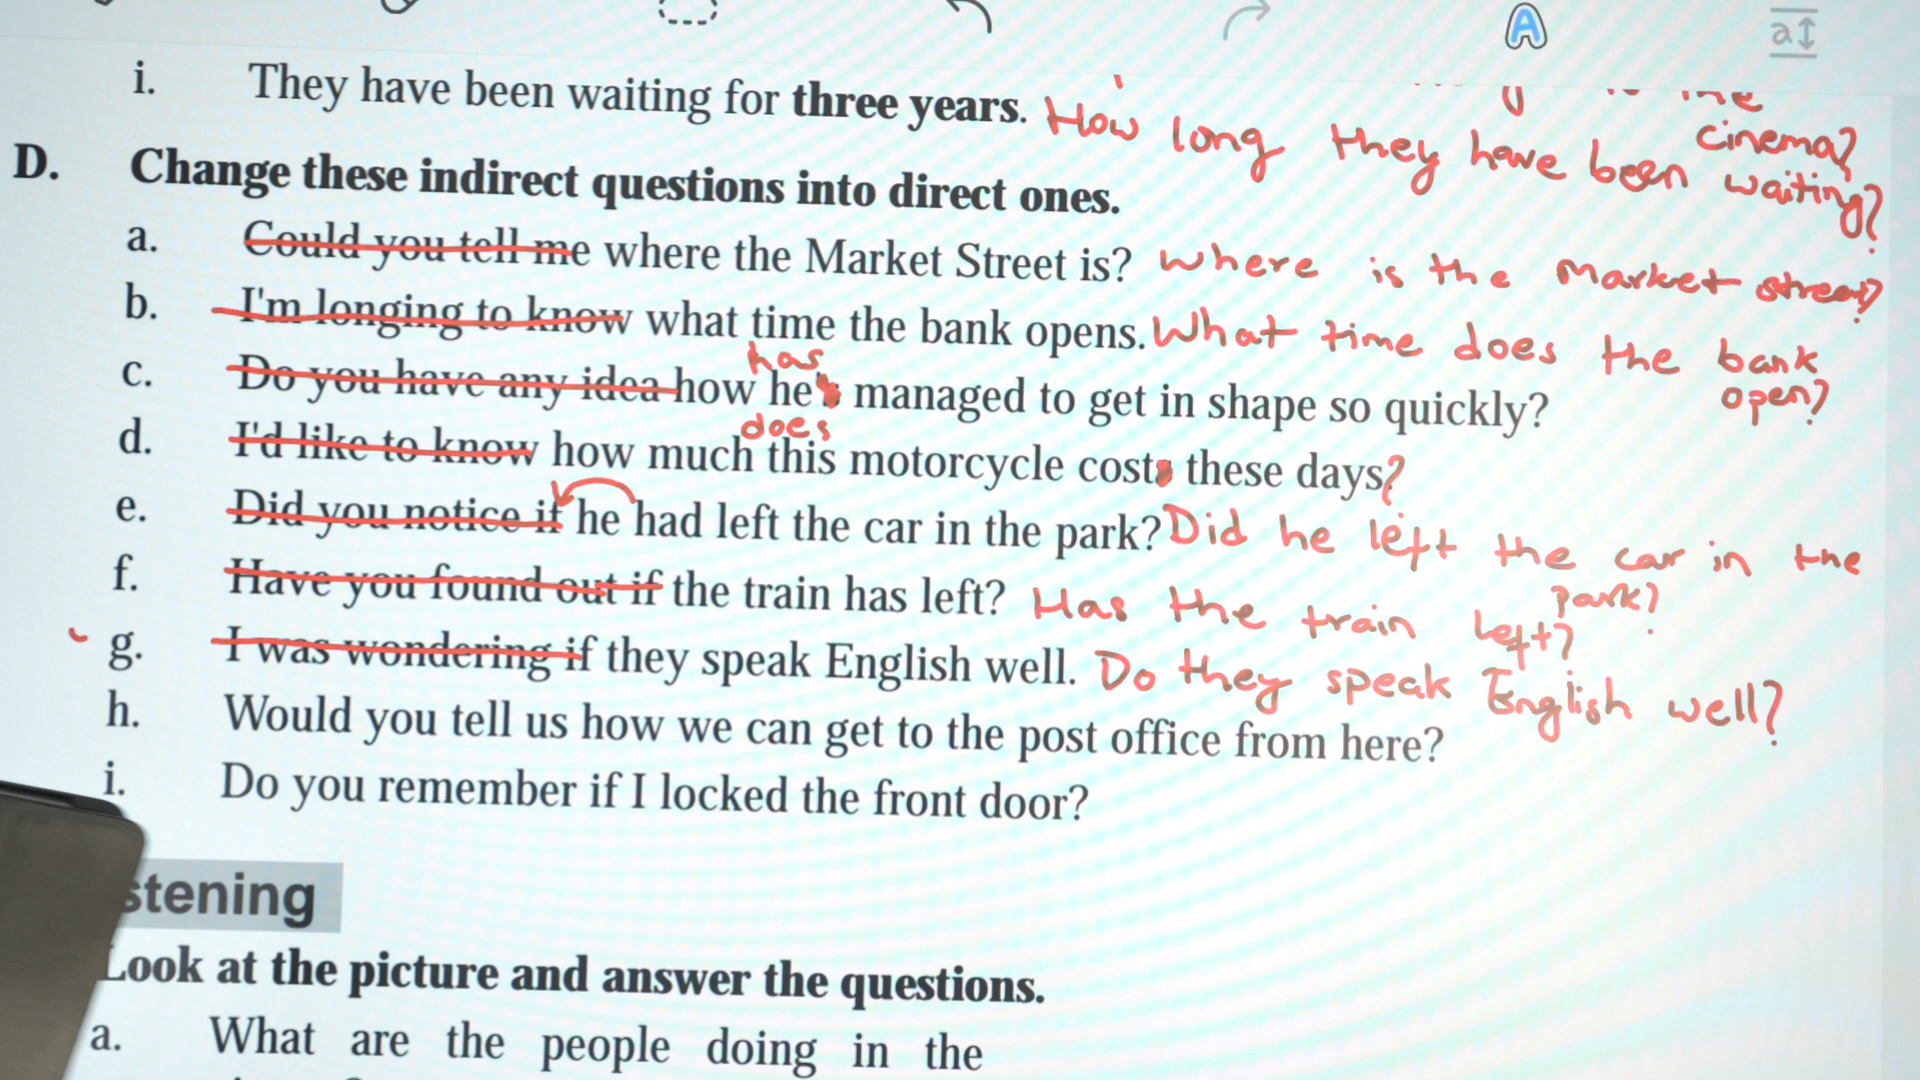 A a
i. They have been waiting for three years. How long they have been waiting?
the cinema?
D. Change these indirect questions into direct ones.
a. Could you tell me where the Market Street is? Where is the Market street?
b. I'm longing to know what time the bank opens. What time does the bank open?
has
c. Do you have any idea how he's managed to get in shape so quickly?
does
d. I'd like to know how much this motorcycle costs these days?
e. Did you notice if he had left the car in the park? Did he left the car in the park?
f. Have you found out if the train has left? Has the train left?
g. I was wondering if they speak English well. Do they speak English well?
h. Would you tell us how we can get to the post office from here?
i. Do you remember if I locked the front door?
stening
Look at the picture and answer the questions.
a. What are the people doing in the